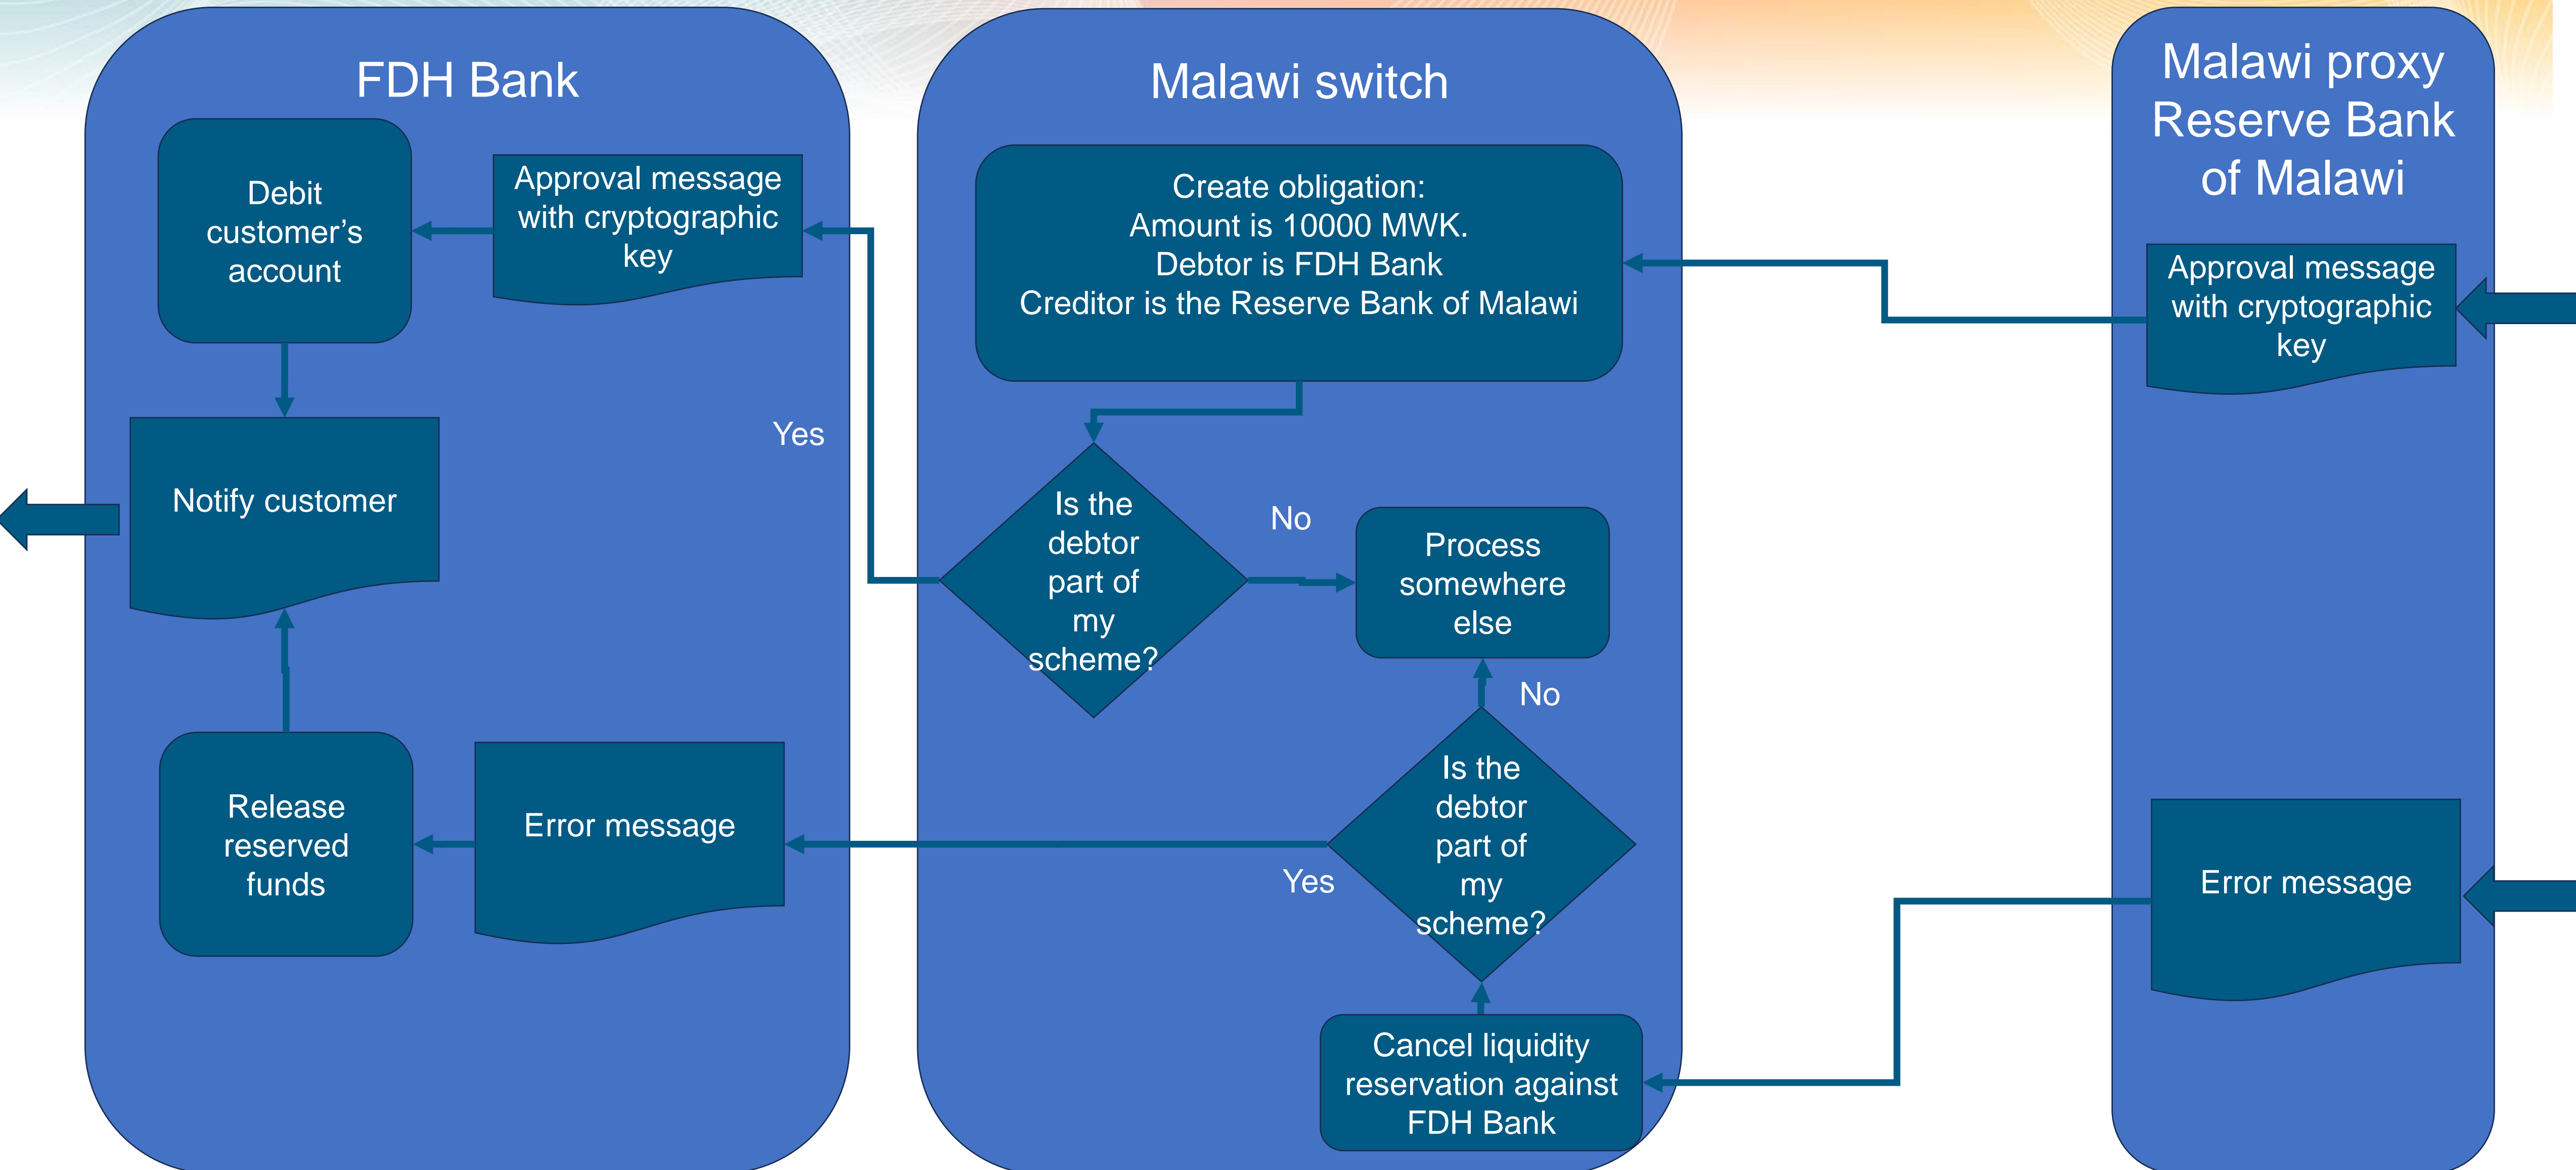 FDH Bank
Debit
customer’s
account
Approval message
with cryptographic
key
Notify customer
Release
reserved
funds
Error message
Yes
Malawi switch
Create obligation:
Amount is 10000 MWK.
Debtor is FDH Bank
Creditor is the Reserve Bank of Malawi
Is the
debtor
part of
my
scheme?
No
Process
somewhere
else
No
Is the
debtor
part of
my
scheme?
Yes
Cancel liquidity
reservation against
FDH Bank
Malawi proxy
Reserve Bank
of Malawi
Approval message
with cryptographic
key
Error message